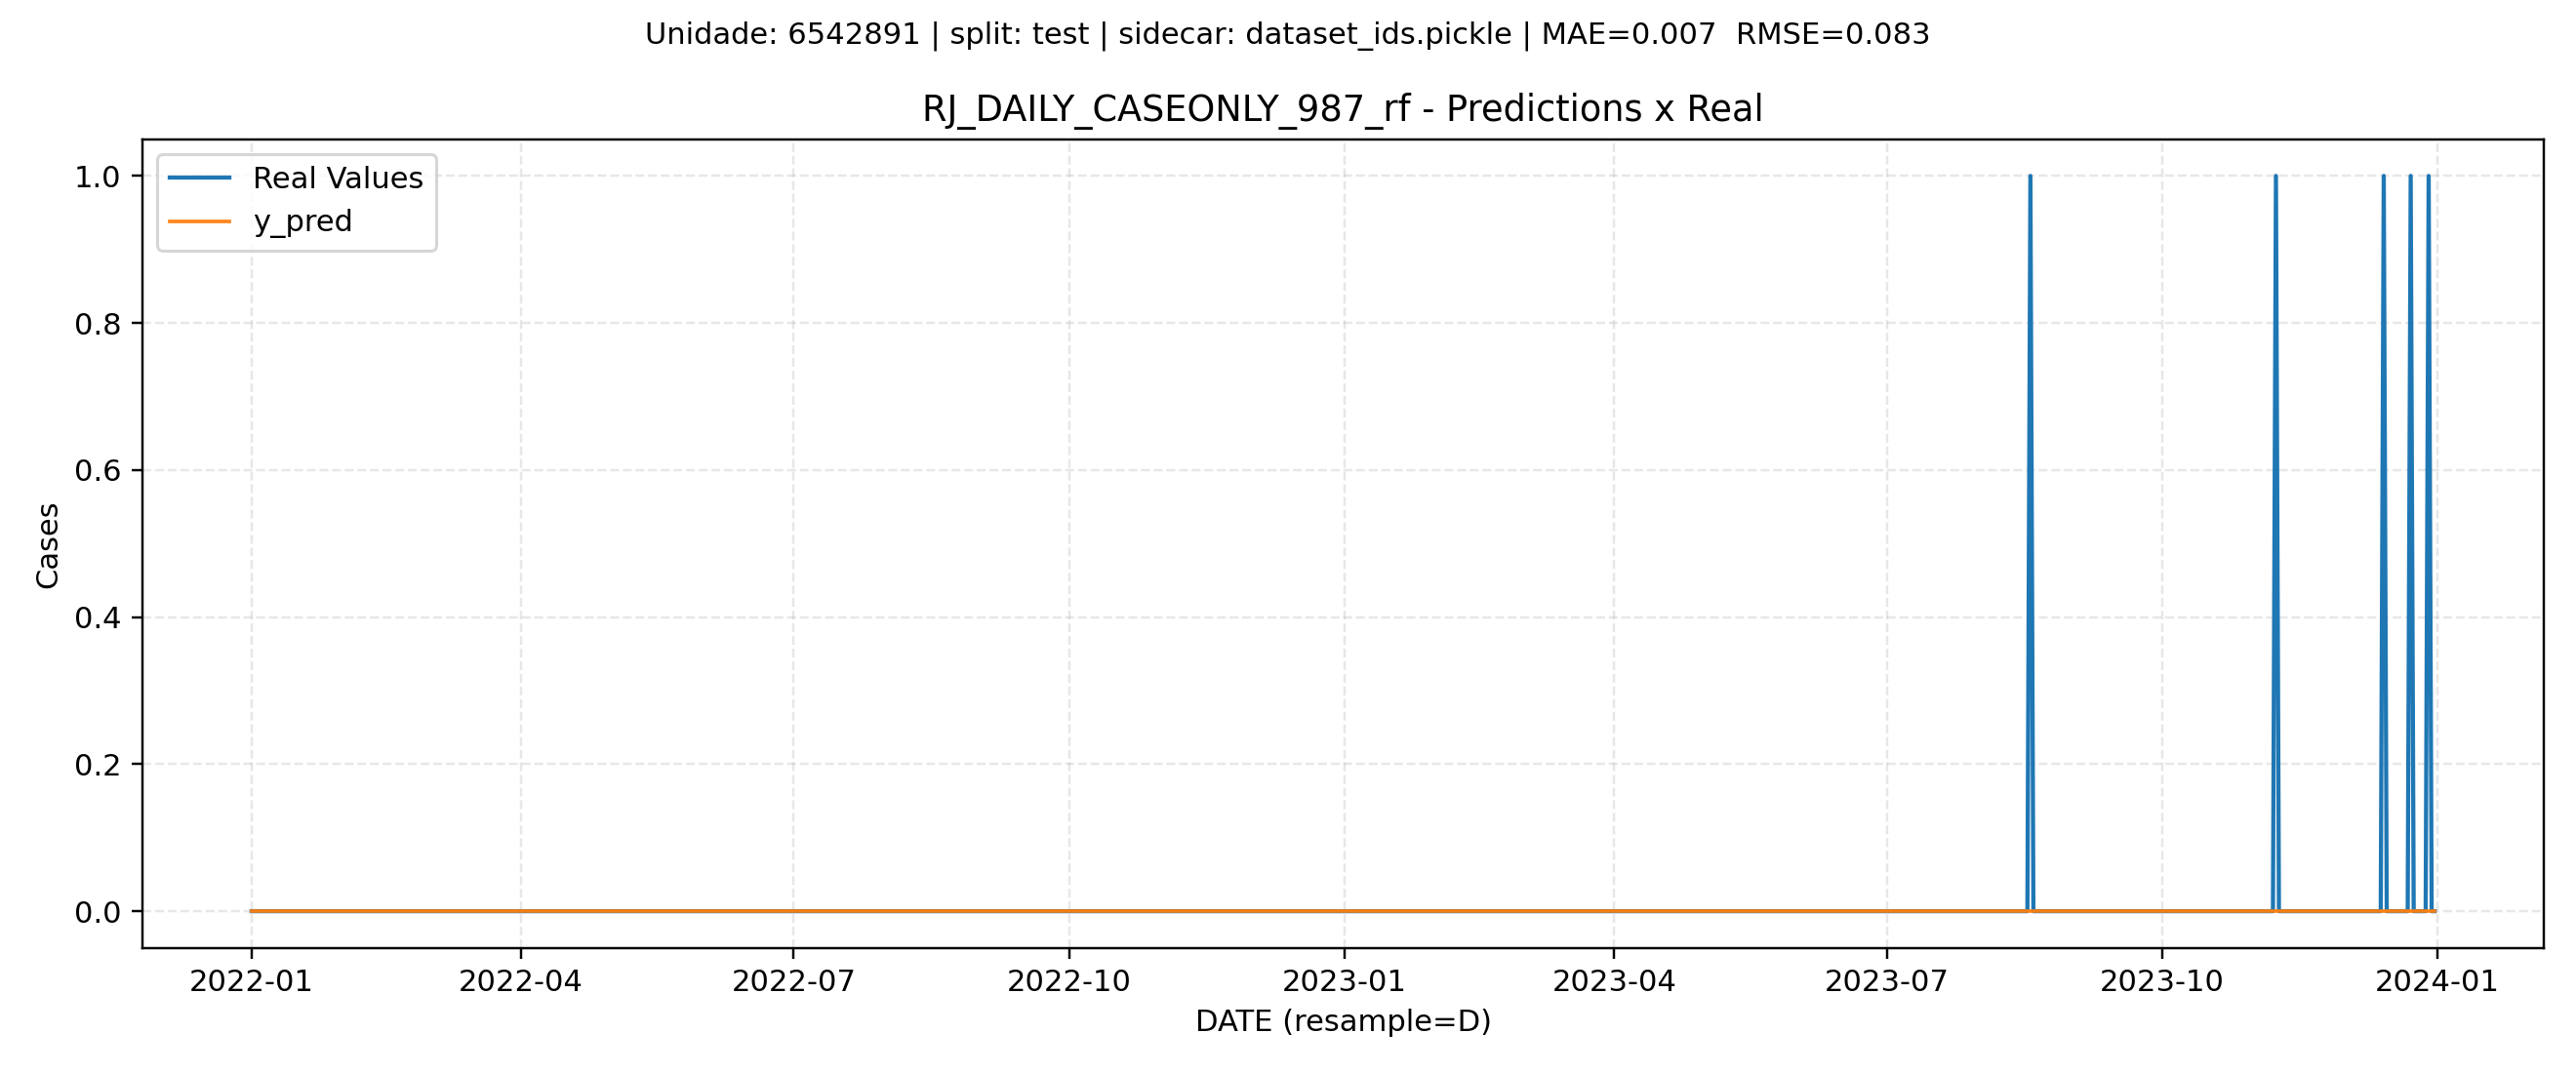 Unidade: 6542891 | split: test | sidecar: dataset_ids.pickle | MAE=0.007  RMSE=0.083
RJ_DAILY_CASEONLY_987_rf - Predictions x Real
Real Values
y_pred
1.0
0.8
0.6
0.4
0.2
0.0
Cases
2022-01 2022-04 2022-07 2022-10 2023-01 2023-04 2023-07 2023-10 2024-01
DATE (resample=D)